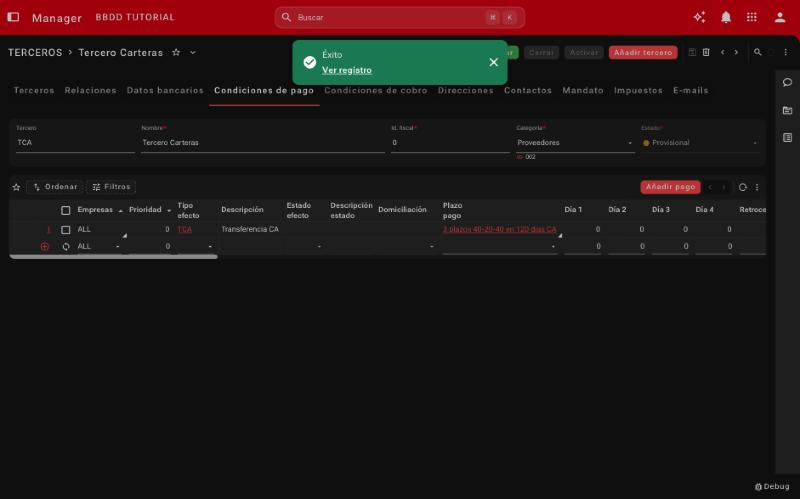 Manager BBDD TUTORIAL Buscar ⌘ K
TERCEROS > Tercero Carteras Cerrar Activar Añadir tercero
Éxito
Ver registro
Terceros Relaciones Datos bancarios Condiciones de pago Condiciones de cobro Direcciones Contactos Mandato Impuestos E-mails
Tercero Nombre* Id. fiscal* Categoría* Estado*
TCA Tercero Carteras 0 Proveedores Provisional
002
Ordenar Filtros Añadir pago
Empresas Prioridad Tipo efecto Descripción Estado efecto Descripción estado Domiciliación Plazo pago Día 1 Día 2 Día 3 Día 4 Retroce
1 ALL 0 TCA Transferencia CA 3 plazos 40-20-40 en 120 dias CA 0 0 0 0
ALL 0 0 0 0 0
Debug